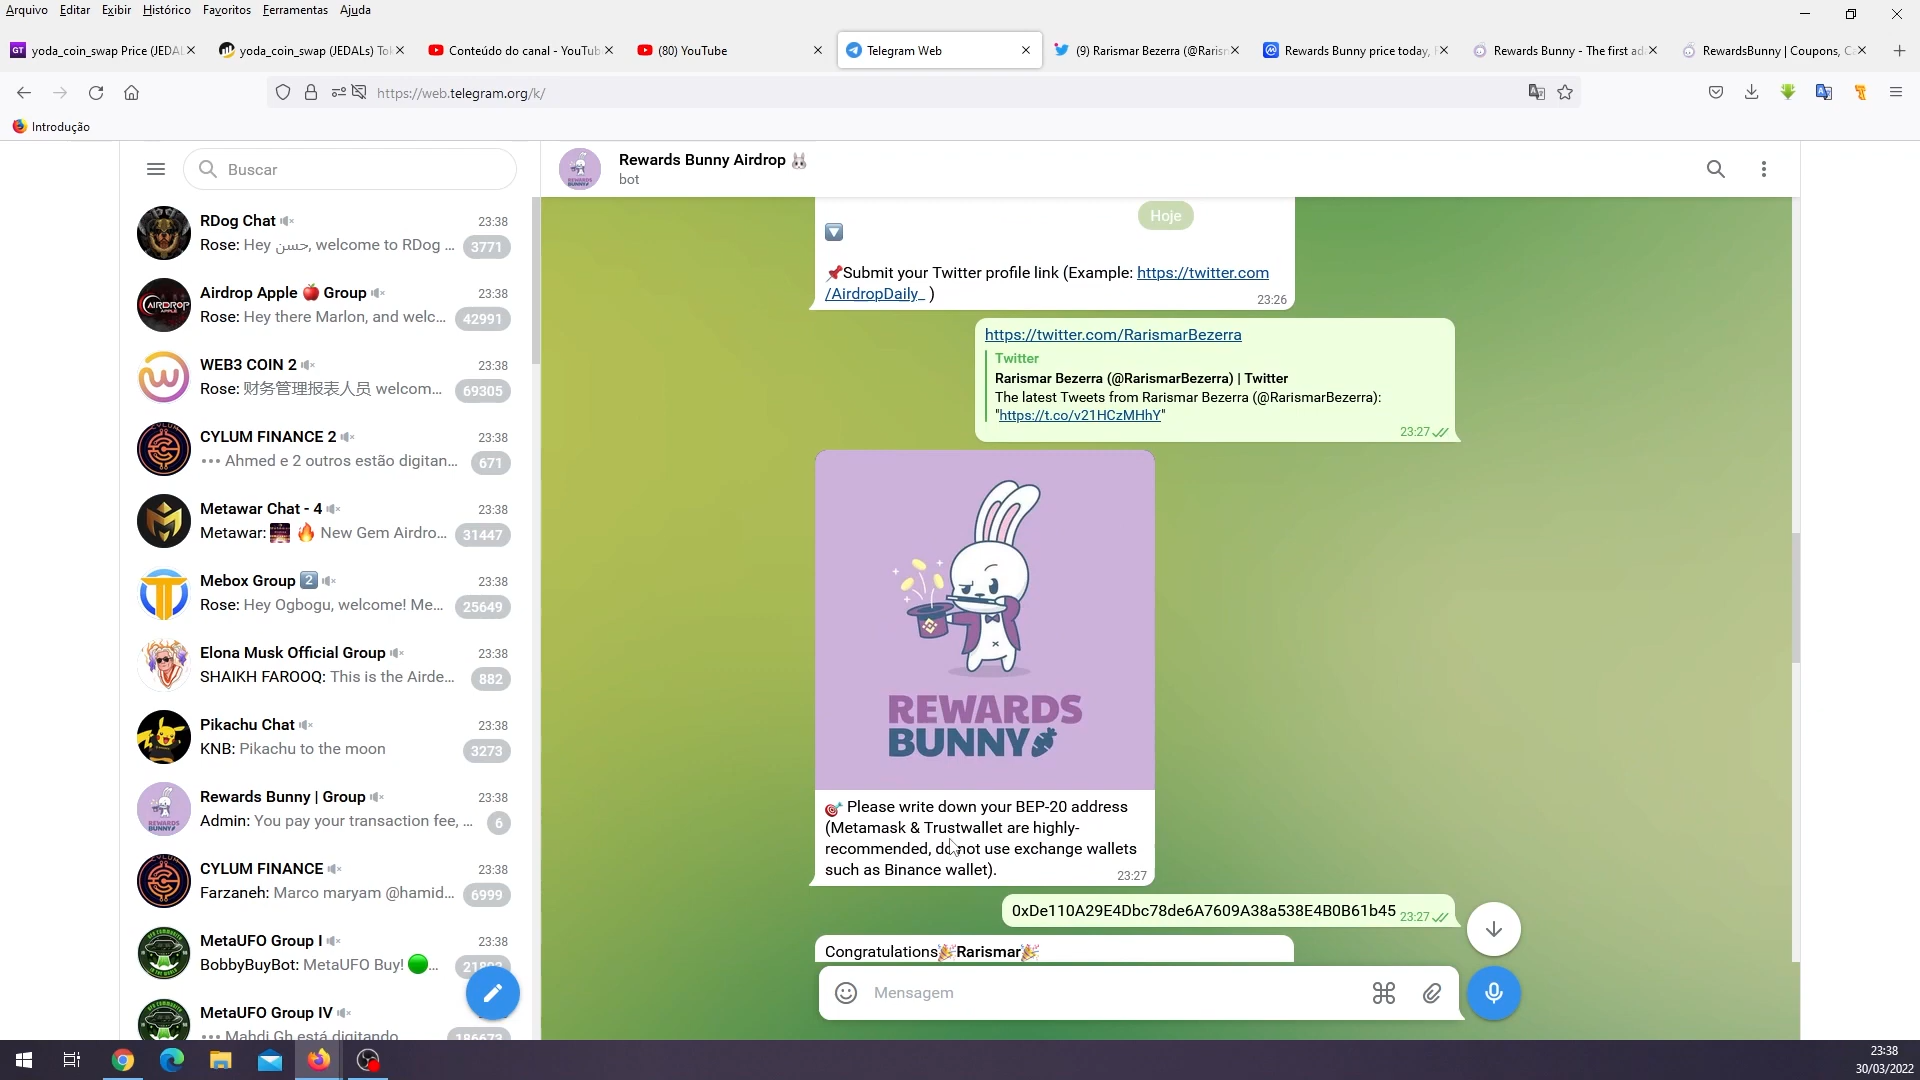 Arquivo Editar Exibir Histórico Favoritos Ferramentas Ajuda
GT yoda_coin_swap Price (JEDAL
yoda_coin_swap (JEDALs) Tok
Conteúdo do canal - YouTub
(80) YouTube
Telegram Web
(9) Rarismar Bezerra (@Rarism
Rewards Bunny price today,
Rewards Bunny - The first ad
RewardsBunny | Coupons, C
https://web.telegram.org/k/
Introdução
Buscar
RDog Chat 23:38
Rose: Hey حسن, welcome to RDog ... 3771
Airdrop Apple 🍎 Group 23:38
Rose: Hey there Marlon, and welc... 42991
WEB3 COIN 2 23:38
Rose: 财务管理报表人员 welcom... 69305
CYLUM FINANCE 2 23:38
••• Ahmed e 2 outros estão digitan... 671
Metawar Chat - 4 23:38
Metawar: 🔥 New Gem Airdro... 31447
Mebox Group 2️⃣ 23:38
Rose: Hey Ogbogu, welcome! Me... 25649
Elona Musk Official Group 23:38
SHAIKH FAROOQ: This is the Airde... 882
Pikachu Chat 23:38
KNB: Pikachu to the moon 3273
Rewards Bunny | Group 23:38
Admin: You pay your transaction fee, ... 6
CYLUM FINANCE 23:38
Farzaneh: Marco maryam @hamid... 6999
MetaUFO Group I 23:38
BobbyBuyBot: MetaUFO Buy! 🟢...
MetaUFO Group IV
••• Mahdi Gh está digitando
186673
Rewards Bunny Airdrop 🐰
bot
Hoje
🔽
📌Submit your Twitter profile link (Example: https://twitter.com
/AirdropDaily_ )
23:26
https://twitter.com/RarismarBezerra
Twitter
Rarismar Bezerra (@RarismarBezerra) | Twitter
The latest Tweets from Rarismar Bezerra (@RarismarBezerra):
"https://t.co/v21HCzMHhY"
23:27
REWARDS
BUNNY
🎯 Please write down your BEP-20 address
(Metamask & Trustwallet are highly-
recommended, do not use exchange wallets
such as Binance wallet).
23:27
0xDe110A29E4Dbc78de6A7609A38a538E4B0B61b45 23:27
Congratulations🎉Rarismar🎉
Mensagem
23:38
30/03/2022